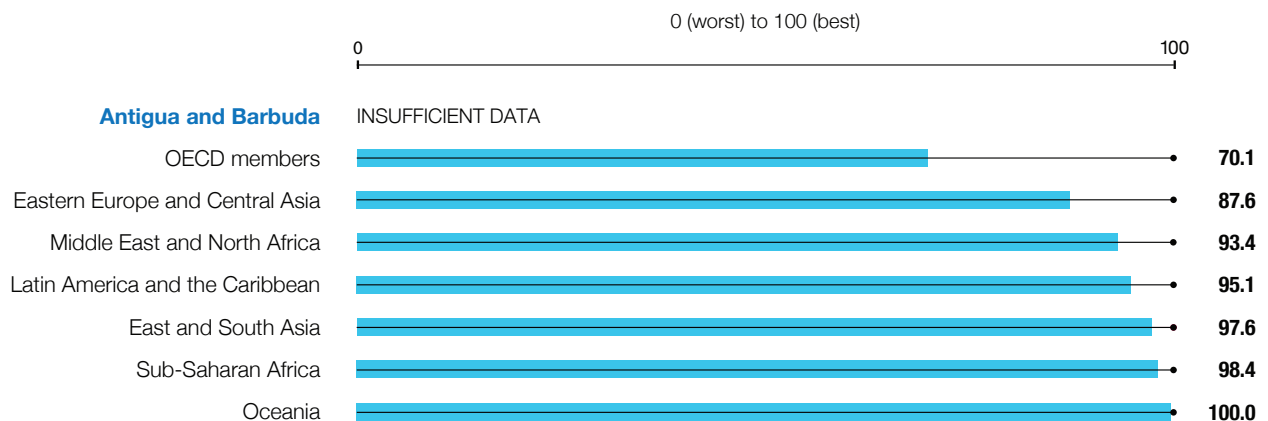 0 (worst) to 100 (best)
0 100
Antigua and Barbuda INSUFFICIENT DATA
OECD members 70.1
Eastern Europe and Central Asia 87.6
Middle East and North Africa 93.4
Latin America and the Caribbean 95.1
East and South Asia 97.6
Sub-Saharan Africa 98.4
Oceania 100.0